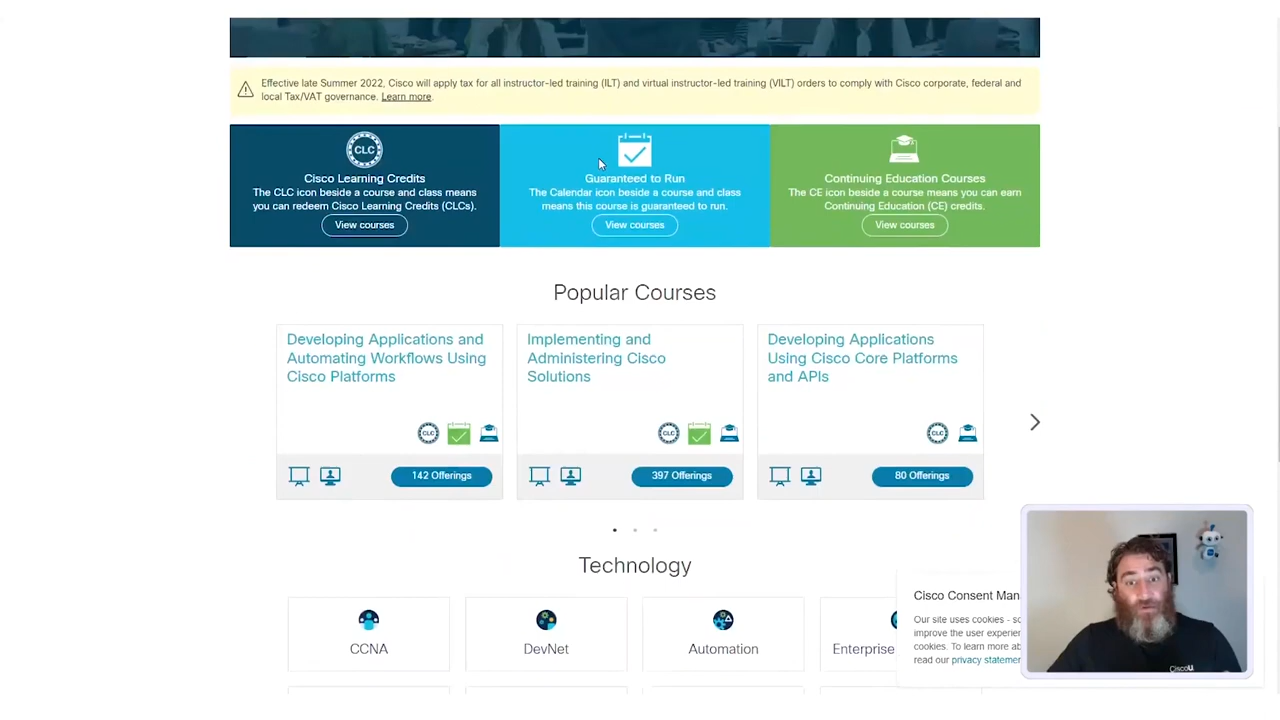 Effective late Summer 2022, Cisco will apply tax for all instructor-led training (ILT) and virtual instructor-led training (VILT) orders to comply with Cisco corporate, federal and
local Tax/VAT governance. Learn more.
CLC
Cisco Learning Credits
The CLC icon beside a course and class means
you can redeem Cisco Learning Credits (CLCs).
View courses
Guaranteed to Run
The Calendar icon beside a course and class
means this course is guaranteed to run.
View courses
Continuing Education Courses
The CE icon beside a course means you can earn
Continuing Education (CE) credits.
View courses
Popular Courses
Developing Applications and
Automating Workflows Using
Cisco Platforms
CLC
142 Offerings
Implementing and
Administering Cisco
Solutions
CLC
397 Offerings
Developing Applications
Using Cisco Core Platforms
and APIs
CLC
80 Offerings
Technology
CCNA
DevNet
Automation
Enterprise
Cisco Consent Man
Our site uses cookies - so
improve the user experien
cookies. To learn more ab
read our privacy statemen
CiscoU